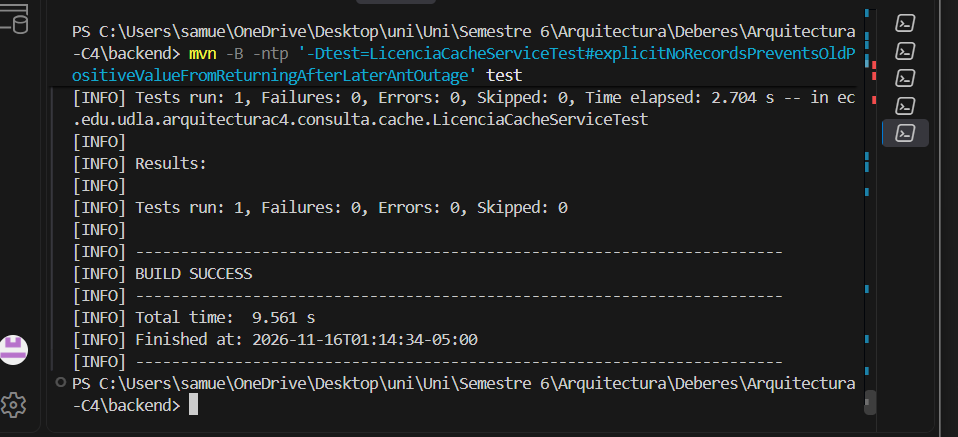 PS C:\Users\samue\OneDrive\Desktop\uni\Uni\Semestre 6\Arquitectura\Deberes\Arquitectura
-C4\backend> mvn -B -ntp '-Dtest=LicenciaCacheServiceTest#explicitNoRecordsPreventsOldP
ositiveValueFromReturningAfterLaterAntOutage' test
[INFO] Tests run: 1, Failures: 0, Errors: 0, Skipped: 0, Time elapsed: 2.704 s -- in ec
.edu.udla.arquitecturac4.consulta.cache.LicenciaCacheServiceTest
[INFO]
[INFO] Results:
[INFO]
[INFO] Tests run: 1, Failures: 0, Errors: 0, Skipped: 0
[INFO]
[INFO] ------------------------------------------------------------------------
[INFO] BUILD SUCCESS
[INFO] ------------------------------------------------------------------------
[INFO] Total time:  9.561 s
[INFO] Finished at: 2026-11-16T01:14:34-05:00
[INFO] ------------------------------------------------------------------------
PS C:\Users\samue\OneDrive\Desktop\uni\Uni\Semestre 6\Arquitectura\Deberes\Arquitectura
-C4\backend>